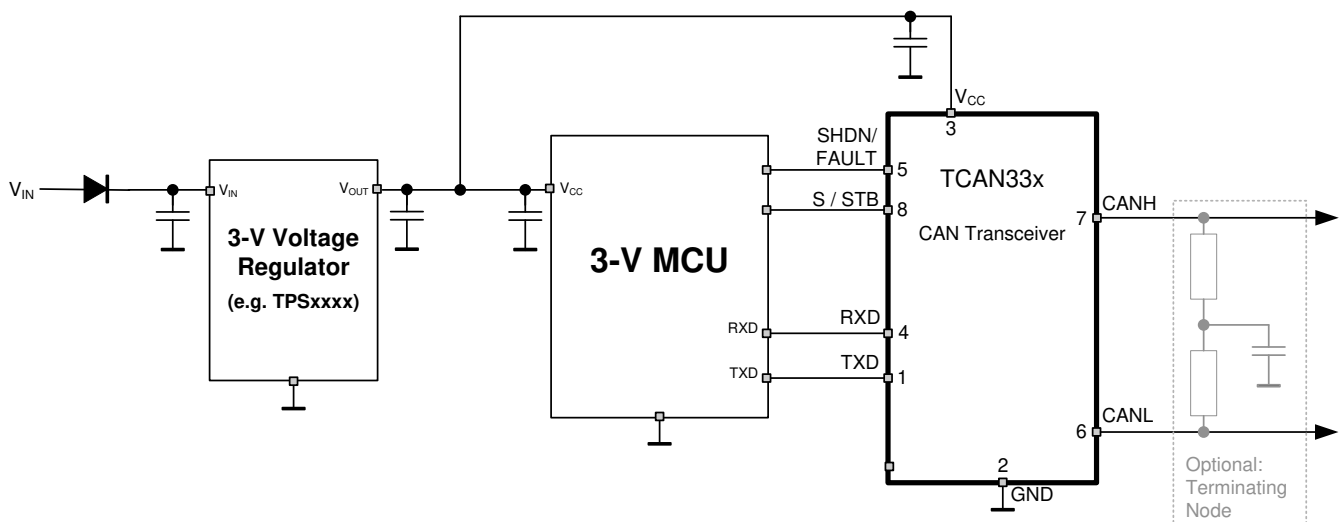 V_CC
3
SHDN/
FAULT
5
TCAN33x
V_IN
V_IN
V_OUT
V_CC
S / STB
8
CANH
7
CAN Transceiver
3-V Voltage
Regulator
(e.g. TPSxxxx)
3-V MCU
RXD
RXD
4
TXD
TXD
1
CANL
6
2
GND
Optional:
Terminating
Node